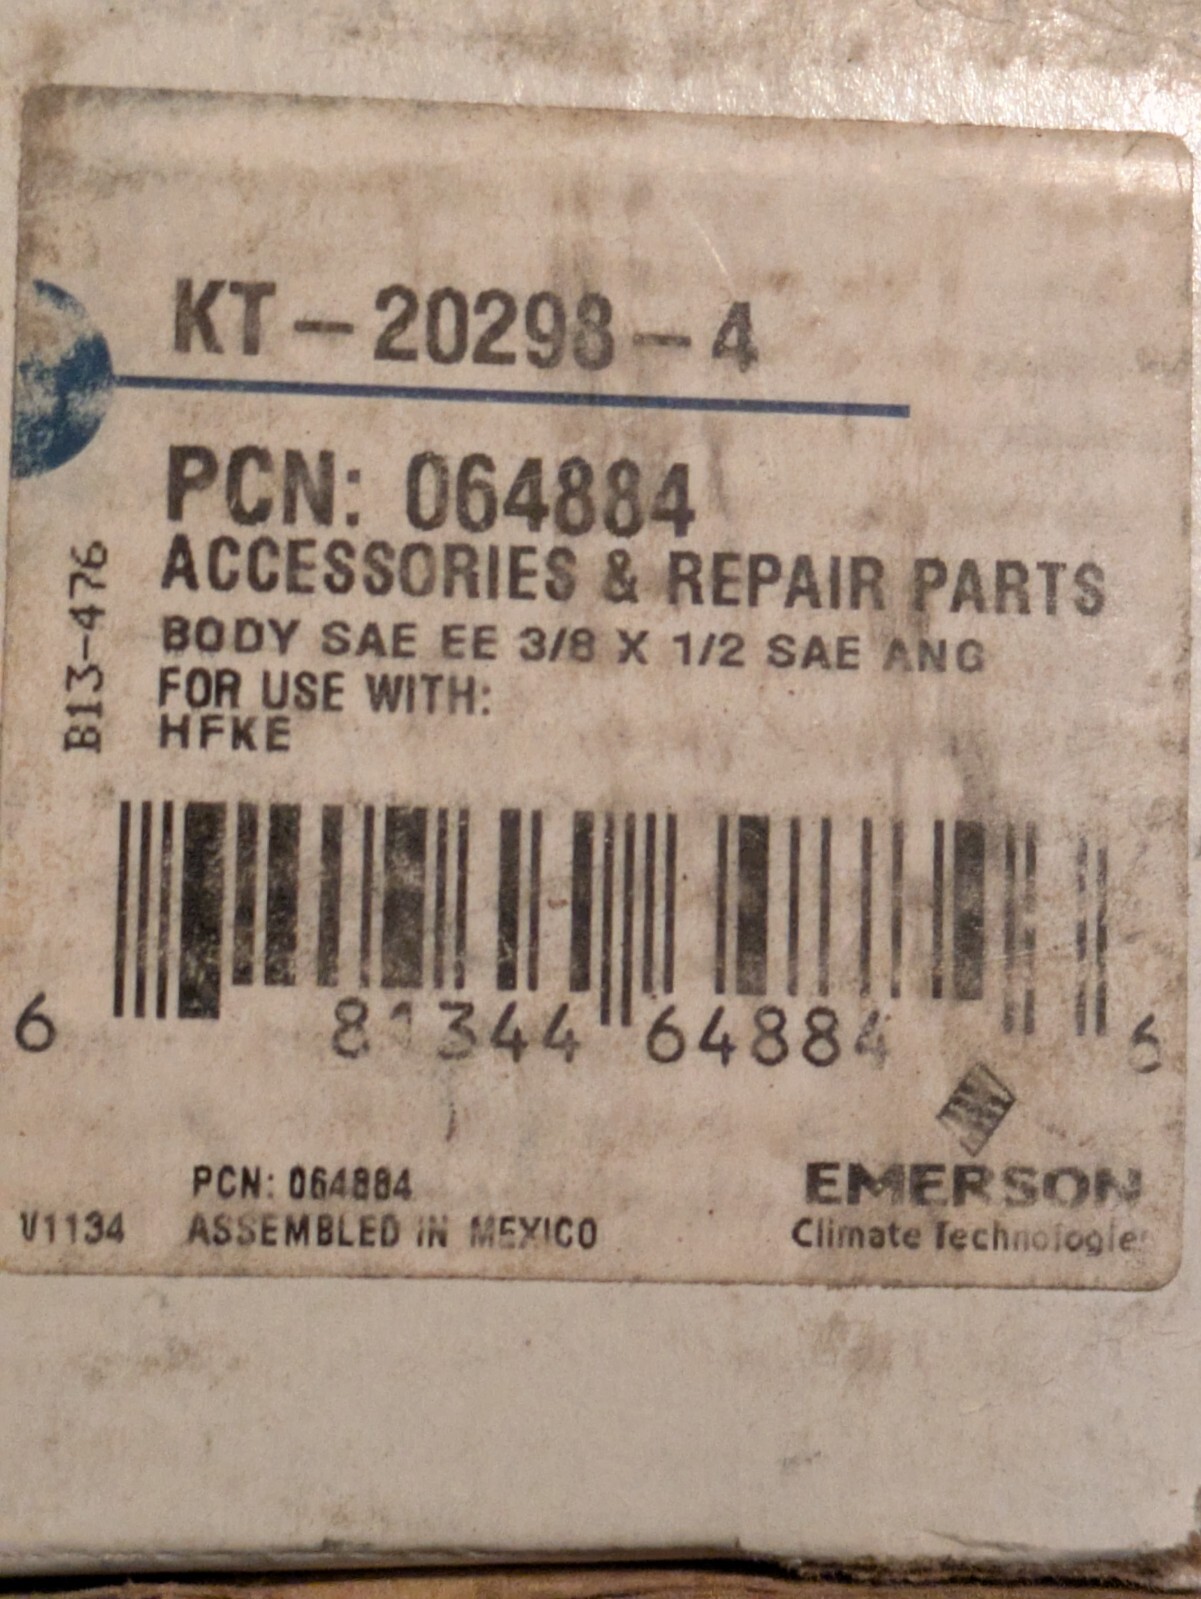 KT-20298-4
PCN: 064884
ACCESSORIES & REPAIR PARTS
BODY SAE EE 3/8 X 1/2 SAE ANG
FOR USE WITH:
HFKE
B13-476
6 81344 64884 6
PCN: 064884
V1134 ASSEMBLED IN MEXICO
EMERSON
Climate Technologies